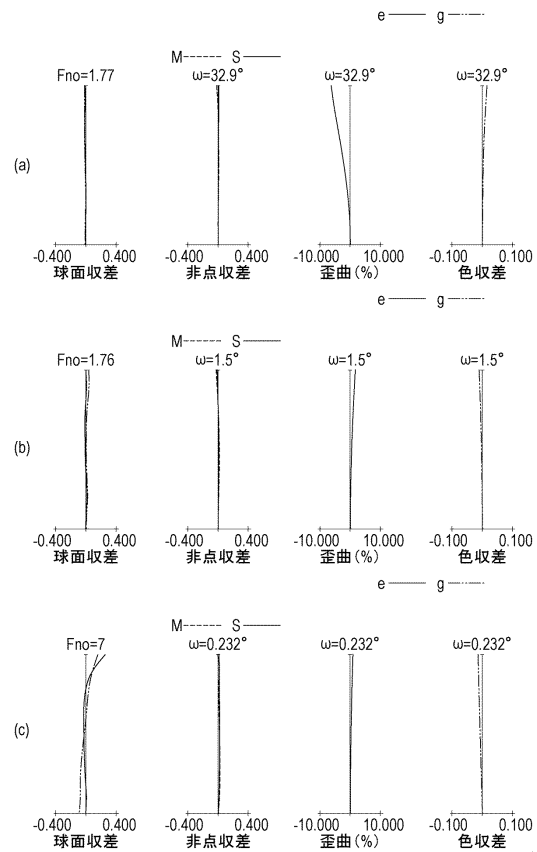 e g
M S
Fno=1.77 ω=32.9° ω=32.9° ω=32.9°
(a)
-0.400 0.400 -0.400 0.400 -10.000 10.000 -0.100 0.100
球面収差 非点収差 歪曲(%) 色収差
e g
M S
Fno=1.76 ω=1.5° ω=1.5° ω=1.5°
(b)
-0.400 0.400 -0.400 0.400 -10.000 10.000 -0.100 0.100
球面収差 非点収差 歪曲(%) 色収差
e g
M S
Fno=7 ω=0.232° ω=0.232° ω=0.232°
(c)
-0.400 0.400 -0.400 0.400 -10.000 10.000 -0.100 0.100
球面収差 非点収差 歪曲(%) 色収差